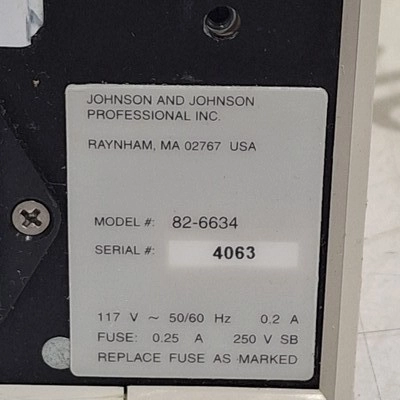 JOHNSON AND JOHNSON
PROFESSIONAL INC.
RAYNHAM, MA 02767 USA
MODEL #: 82-6634
SERIAL #: 4063
117 V ~ 50/60 Hz 0.2 A
FUSE: 0.25 A 250 V SB
REPLACE FUSE AS MARKED